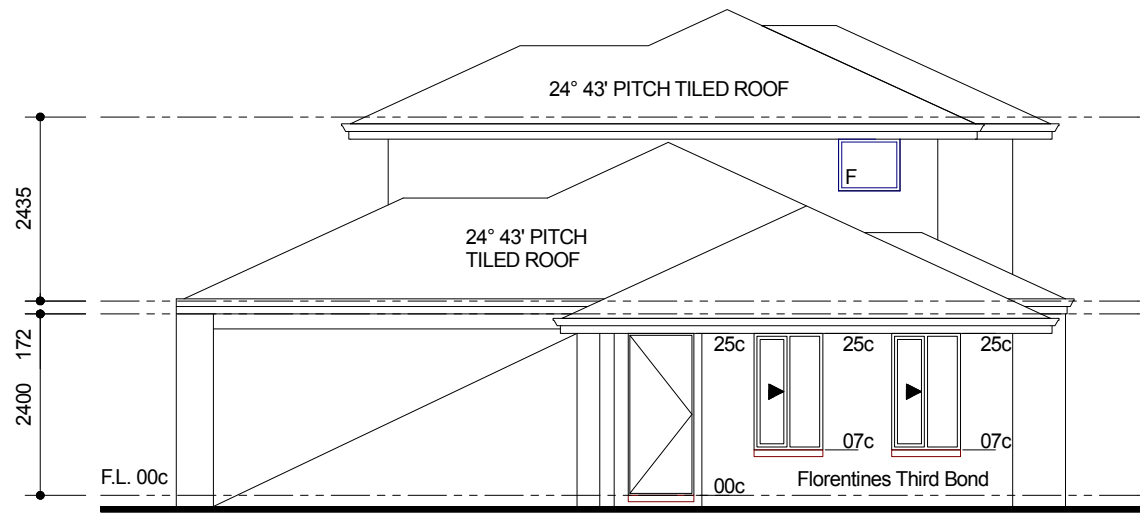 24° 43' PITCH TILED ROOF
F
2435
24° 43' PITCH
TILED ROOF
172
2400
25c
25c
25c
07c
07c
F.L. 00c
00c
Florentines Third Bond